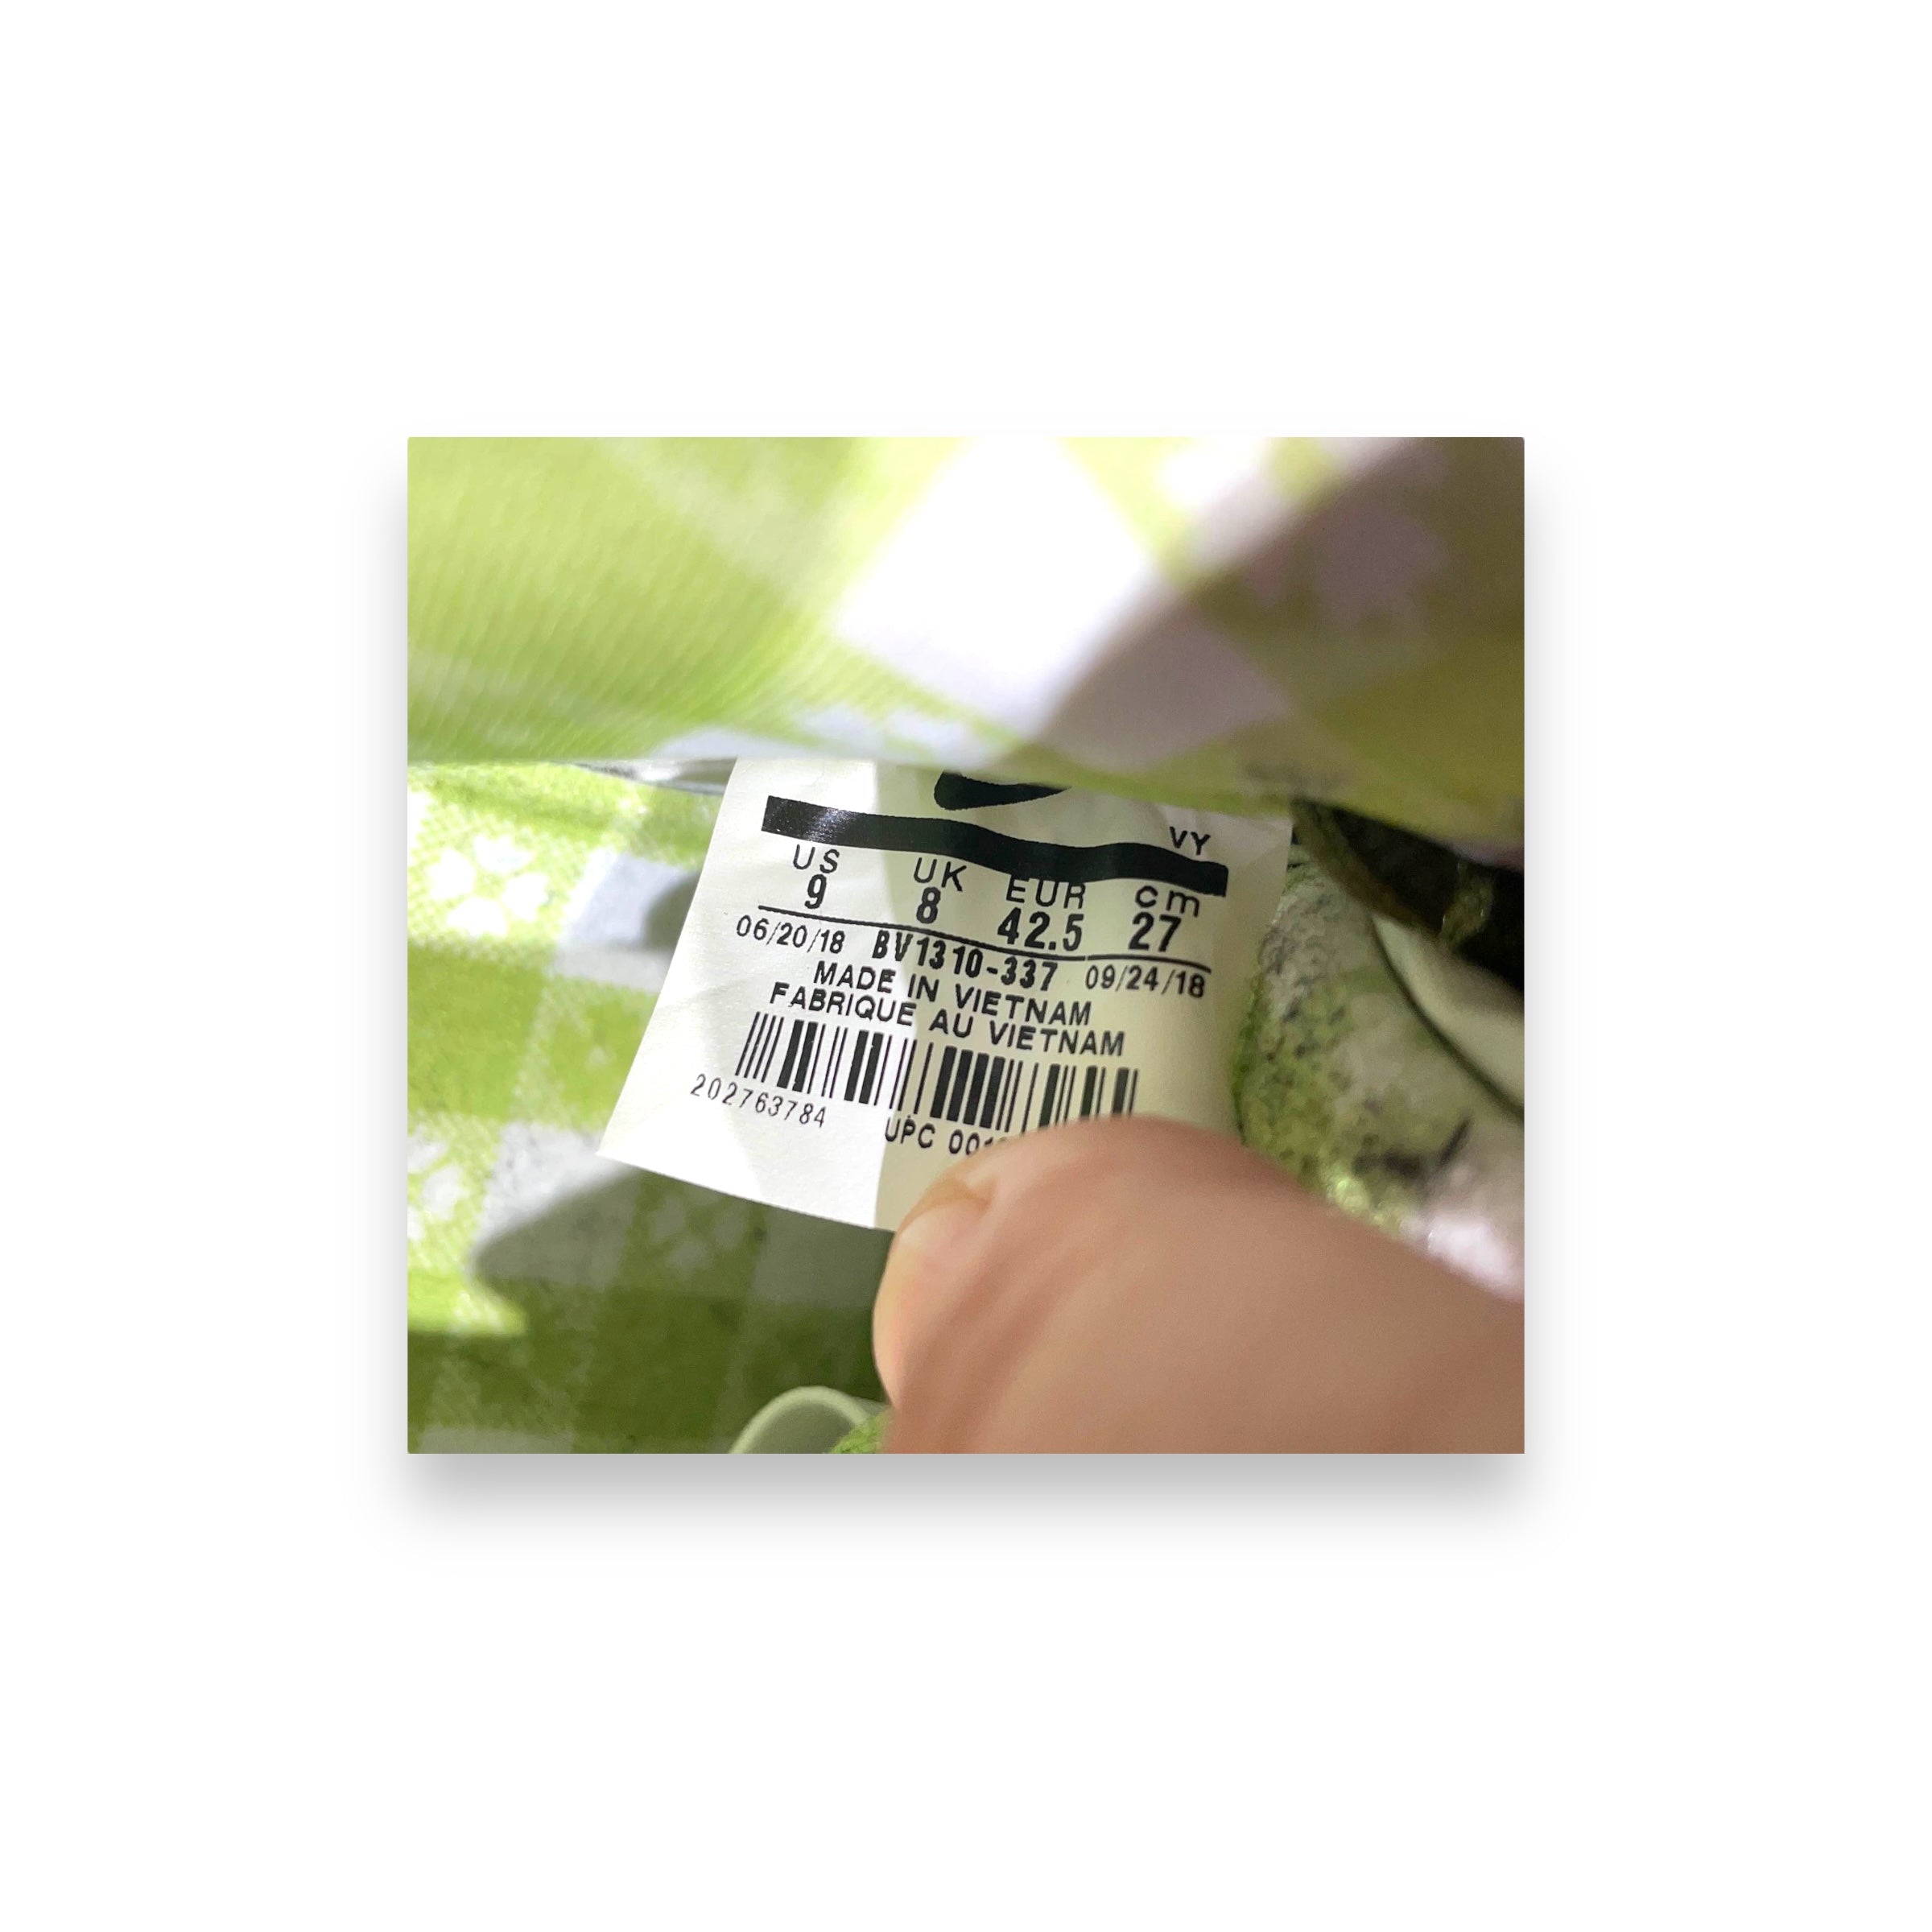 VY
US UK EUR cm
9 8 42.5 27
06/20/18 BV1310-337 09/24/18
MADE IN VIETNAM
FABRIQUE AU VIETNAM
202763784 UPC